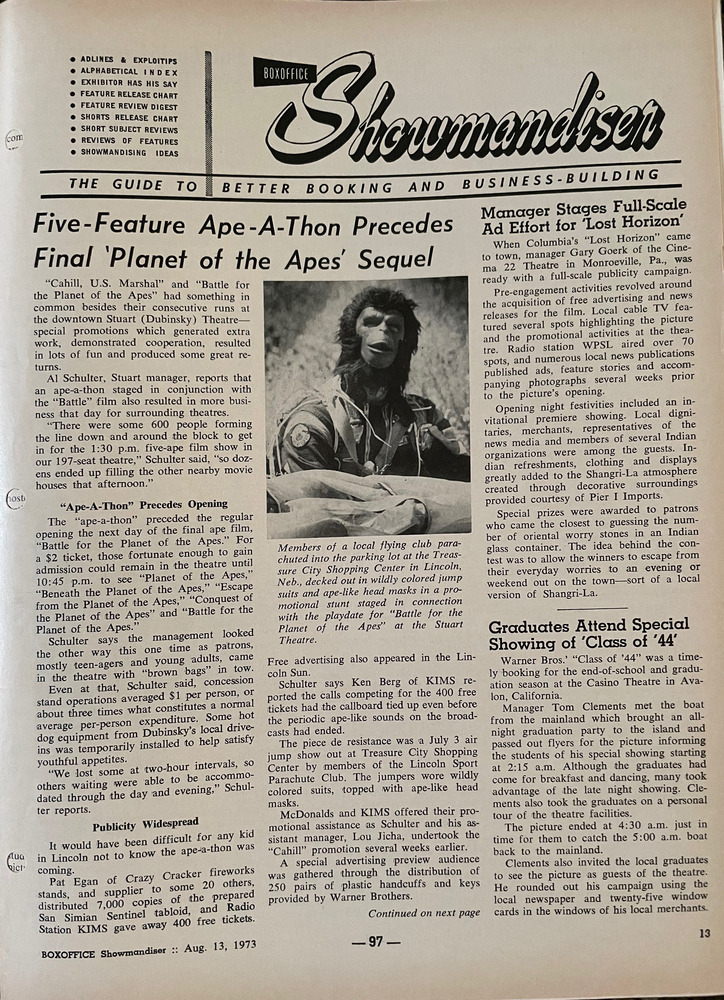 ● ADLINES & EXPLOITIPS
● ALPHABETICAL INDEX
● EXHIBITOR HAS HIS SAY
● FEATURE RELEASE CHART
● FEATURE REVIEW DIGEST
● SHORTS RELEASE CHART
● SHORT SUBJECT REVIEWS
● REVIEWS OF FEATURES
● SHOWMANDISING IDEAS
BOXOFFICE
Showmandiser
THE GUIDE TO BETTER BOOKING AND BUSINESS-BUILDING
Five-Feature Ape-A-Thon Precedes
Final 'Planet of the Apes' Sequel
"Cahill, U.S. Marshal" and "Battle for
the Planet of the Apes" had something in
common besides their consecutive runs at
the downtown Stuart (Dubinsky) Theatre—
special promotions which generated extra
work, demonstrated cooperation, resulted
in lots of fun and produced some great re-
turns.
Al Schulter, Stuart manager, reports that
an ape-a-thon staged in conjunction with
the "Battle" film also resulted in more busi-
ness that day for surrounding theatres.
"There were some 600 people forming
the line down and around the block to get
in for the 1:30 p.m. five-ape film show in
our 197-seat theatre," Schulter said, "so doz-
ens ended up filling the other nearby movie
houses that afternoon."
"Ape-A-Thon" Precedes Opening
The "ape-a-thon" preceded the regular
opening the next day of the final ape film,
"Battle for the Planet of the Apes." For
a $2 ticket, those fortunate enough to gain
admission could remain in the theatre until
10:45 p.m. to see "Planet of the Apes,"
"Beneath the Planet of the Apes," "Escape
from the Planet of the Apes," "Conquest of
the Planet of the Apes" and "Battle for the
Planet of the Apes."
Schulter says the management looked
the other way this one time as patrons,
mostly teen-agers and young adults, came
in the theatre with "brown bags" in tow.
Even at that, Schulter said, concession
stand operations averaged $1 per person, or
about three times what constitutes a normal
average per-person expenditure. Some hot
dog equipment from Dubinsky's local drive-
ins was temporarily installed to help satisfy
youthful appetites.
"We lost some at two-hour intervals, so
others waiting were able to be accommo-
dated through the day and evening," Schul-
ter reports.
Publicity Widespread
It would have been difficult for any kid
in Lincoln not to know the ape-a-thon was
coming.
Pat Egan of Crazy Cracker fireworks
stands, and supplier to some 20 others,
distributed 7,000 copies of the prepared
San Simian Sentinel tabloid, and Radio
Station KIMS gave away 400 free tickets.
Members of a local flying club para-
chuted into the parking lot at the Treas-
sure City Shopping Center in Lincoln,
Neb., decked out in wildly colored jump
suits and ape-like head masks in a pro-
motional stunt staged in connection
with the playdate for "Battle for the
Planet of the Apes" at the Stuart
Theatre.
Free advertising also appeared in the Lin-
coln Sun.
Schulter says Ken Berg of KIMS re-
ported the calls competing for the 400 free
tickets had the callboard tied up even before
the periodic ape-like sounds on the broad-
casts had ended.
The piece de resistance was a July 3 air
jump show out at Treasure City Shopping
Center by members of the Lincoln Sport
Parachute Club. The jumpers wore wildly
colored suits, topped with ape-like head
masks.
McDonalds and KIMS offered their pro-
motional assistance as Schulter and his as-
sistant manager, Lou Jicha, undertook the
"Cahill" promotion several weeks earlier.
A special advertising preview audience
was gathered through the distribution of
250 pairs of plastic handcuffs and keys
provided by Warner Brothers.
Continued on next page
Manager Stages Full-Scale
Ad Effort for 'Lost Horizon'
When Columbia's "Lost Horizon" came
to town, manager Gary Goerk of the Cine-
ma 22 Theatre in Monroeville, Pa., was
ready with a full-scale publicity campaign.
Pre-engagement activities revolved around
the acquisition of free advertising and news
releases for the film. Local cable TV fea-
tured several spots highlighting the picture
and the promotional activities at the thea-
tre. Radio station WPSL aired over 70
spots, and numerous local news publications
published ads, feature stories and accom-
panying photographs several weeks prior
to the picture's opening.
Opening night festivities included an in-
vitational premiere showing. Local digni-
taries, merchants, representatives of the
news media and members of several Indian
organizations were among the guests. In-
dian refreshments, clothing and displays
greatly added to the Shangri-La atmosphere
created through decorative surroundings
provided courtesy of Pier I Imports.
Special prizes were awarded to patrons
who came the closest to guessing the num-
ber of oriental worry stones in an Indian
glass container. The idea behind the con-
test was to allow the winners to escape from
their everyday worries to an evening or
weekend out on the town—sort of a local
version of Shangri-La.
Graduates Attend Special
Showing of 'Class of '44'
Warner Bros.' "Class of '44" was a time-
ly booking for the end-of-school and gradu-
ation season at the Casino Theatre in Ava-
lon, California.
Manager Tom Clements met the boat
from the mainland which brought an all-
night graduation party to the island and
passed out flyers for the picture informing
the students of his special showing starting
at 2:15 a.m. Although the graduates had
come for breakfast and dancing, many took
advantage of the late night showing. Cle-
ments also took the graduates on a personal
tour of the theatre facilities.
The picture ended at 4:30 a.m. just in
time for them to catch the 5:00 a.m. boat
back to the mainland.
Clements also invited the local graduates
to see the picture as guests of the theatre.
He rounded out his campaign using the
local newspaper and twenty-five window
cards in the windows of his local merchants.
BOXOFFICE Showmandiser :: Aug. 13, 1973
— 97 —
13